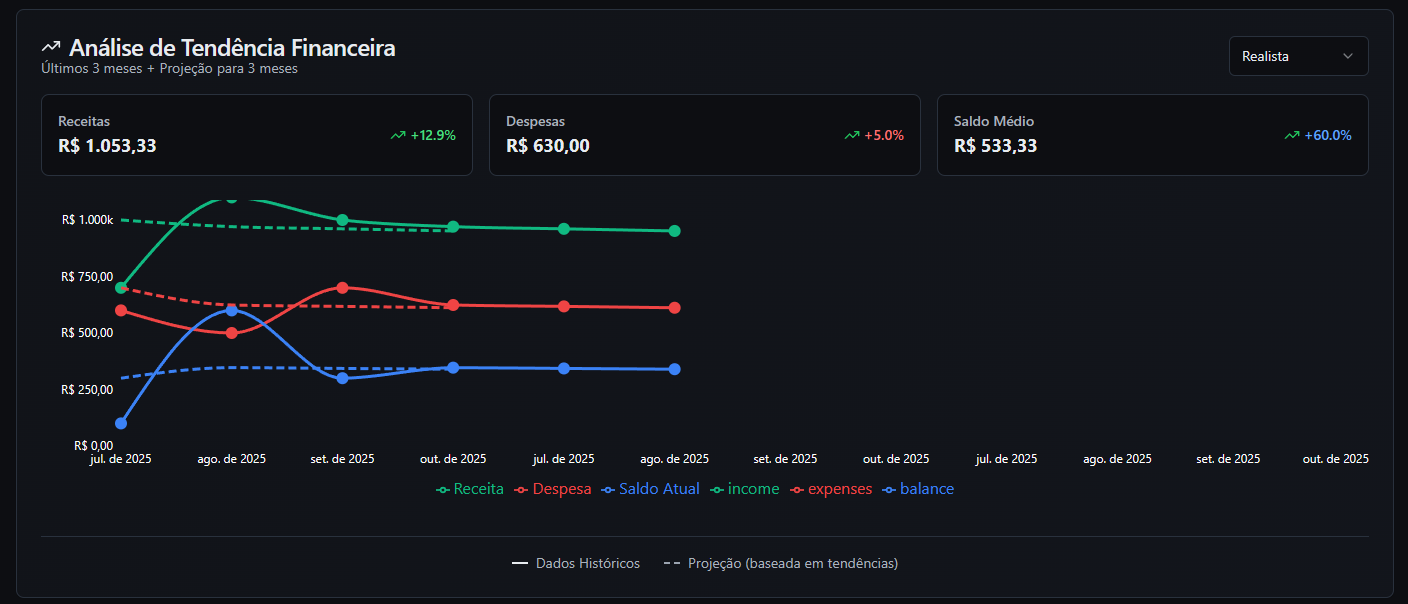 Análise de Tendência Financeira
Últimos 3 meses + Projeção para 3 meses
Realista
Receitas
R$ 1.053,33
+12.9%
Despesas
R$ 630,00
+5.0%
Saldo Médio
R$ 533,33
+60.0%
R$ 1.000k
R$ 750,00
R$ 500,00
R$ 250,00
R$ 0,00
jul. de 2025 ago. de 2025 set. de 2025 out. de 2025 jul. de 2025 ago. de 2025 set. de 2025 out. de 2025 jul. de 2025 ago. de 2025 set. de 2025 out. de 2025
Receita Despesa Saldo Atual income expenses balance
Dados Históricos Projeção (baseada em tendências)